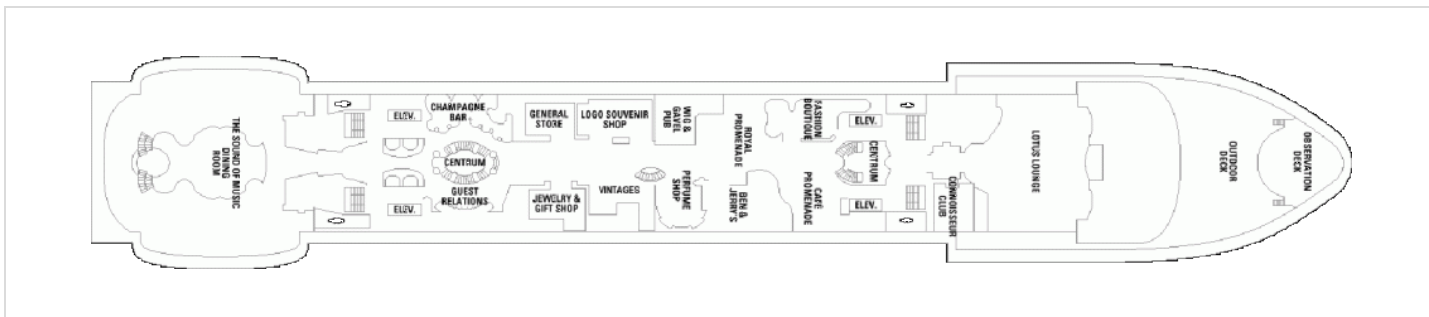 THE SOUND OF MUSIC
DINING
ROOM
ELEV.
ELEV.
CHAMPAGNE
BAR
CENTRUM
GUEST
RELATIONS
GENERAL
STORE
JEWELRY &
GIFT SHOP
LOGO SOUVENIR
SHOP
VINTAGES
WIG &
GAVEL
PUB
PERFUME
SHOP
ROYAL
PROMENADE
BEN &
JERRY'S
FASHION
BOUTIQUE
CAFÉ
PROMENADE
ELEV.
CENTRUM
ELEV.
CONNOISSEUR
CLUB
LOTUS LOUNGE
OUTDOOR
DECK
OBSERVATION
DECK